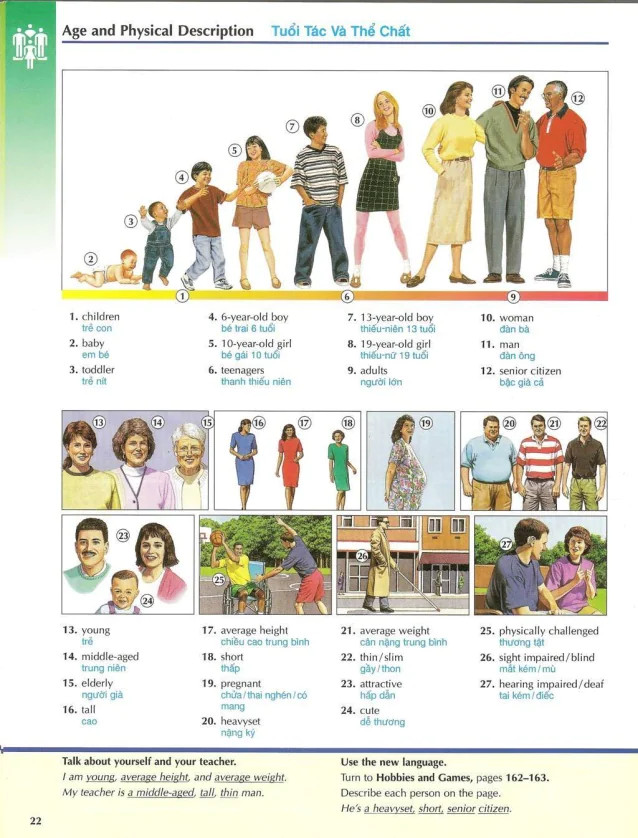 Age and Physical Description Tuổi Tác Và Thể Chất
1
2
3
4
5
6
7
8
9
10
11
12
1. children
trẻ con
2. baby
em bé
3. toddler
trẻ nít
4. 6-year-old boy
bé trai 6 tuổi
5. 10-year-old girl
bé gái 10 tuổi
6. teenagers
thanh thiếu niên
7. 13-year-old boy
thiếu-niên 13 tuổi
8. 19-year-old girl
thiếu-nữ 19 tuổi
9. adults
người lớn
10. woman
đàn bà
11. man
đàn ông
12. senior citizen
bậc già cả
13
14
15
16
17
18
19
20
21
22
23
24
25
26
27
13. young
trẻ
14. middle-aged
trung niên
15. elderly
người già
16. tall
cao
17. average height
chiều cao trung bình
18. short
thấp
19. pregnant
chửa/thai nghén/có
mang
20. heavyset
nặng ký
21. average weight
cân nặng trung bình
22. thin/slim
gầy/thon
23. attractive
hấp dẫn
24. cute
dễ thương
25. physically challenged
thương tật
26. sight impaired/blind
mắt kém/mù
27. hearing impaired/deaf
tai kém/điếc
Talk about yourself and your teacher.
I am young, average height, and average weight.
My teacher is a middle-aged, tall, thin man.
Use the new language.
Turn to Hobbies and Games, pages 162–163.
Describe each person on the page.
He's a heavyset, short, senior citizen.
22